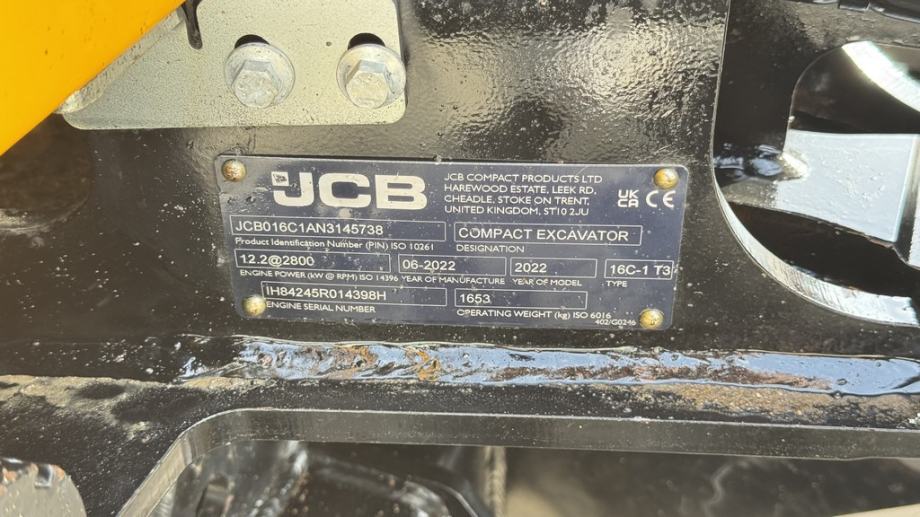 JCB
JCB COMPACT PRODUCTS LTD
HAREWOOD ESTATE, LEEK RD,
CHEADLE, STOKE ON TRENT,
UNITED KINGDOM, ST10 2JU
UK
CA CE
JCB016C1AN3145738
Product Identification Number (PIN) ISO 10261
COMPACT EXCAVATOR
DESIGNATION
12.2@2800
ENGINE POWER (kW @ RPM) ISO 14396
06-2022
YEAR OF MANUFACTURE
2022
YEAR OF MODEL
16C-1 T3
TYPE
IH84245R014398H
ENGINE SERIAL NUMBER
1653
OPERATING WEIGHT (kg) ISO 6016
402/G0246